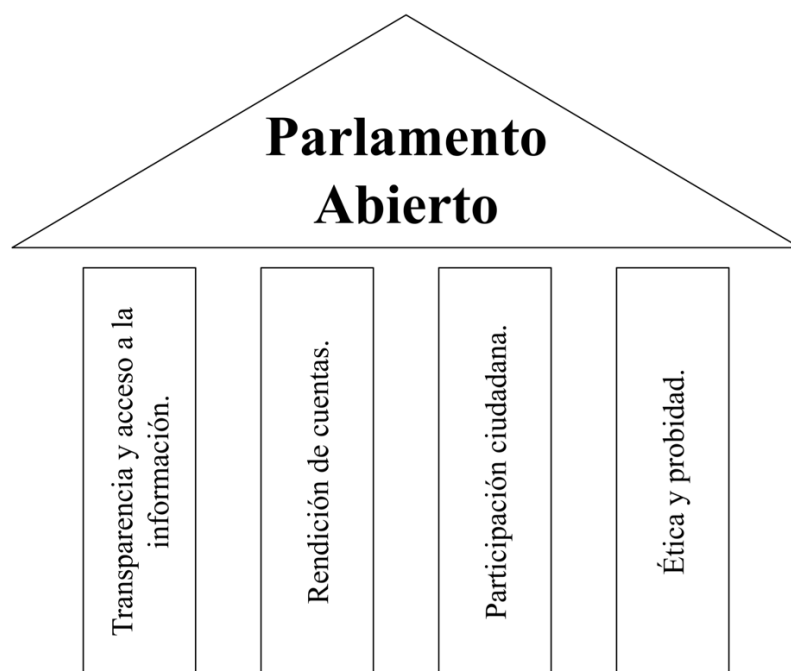 Parlamento
Abierto
Transparencia y acceso a la
información.
Rendición de cuentas.
Participación ciudadana.
Ética y probidad.